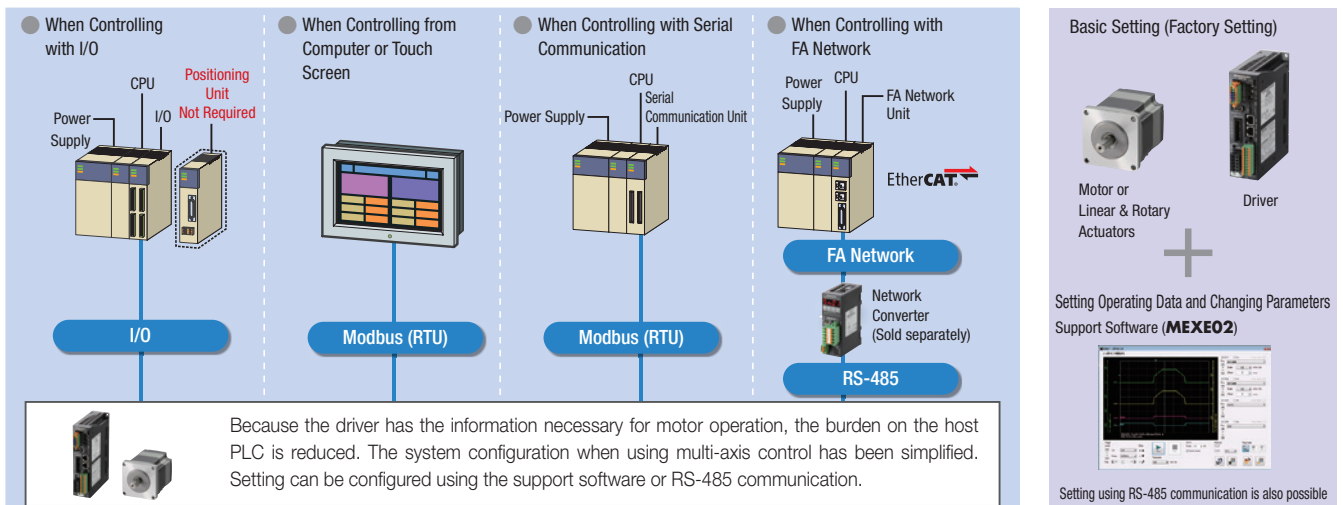 When Controlling
with I/O
Power
Supply
CPU
I/O
Positioning
Unit
Not Required
I/O
When Controlling from
Computer or Touch
Screen
Modbus (RTU)
When Controlling with Serial
Communication
Power Supply
CPU
Serial
Communication Unit
Modbus (RTU)
When Controlling with
FA Network
Power
Supply
CPU
FA Network
Unit
EtherCAT®
FA Network
Network
Converter
(Sold separately)
RS-485
Because the driver has the information necessary for motor operation, the burden on the host
PLC is reduced. The system configuration when using multi-axis control has been simplified.
Setting can be configured using the support software or RS-485 communication.
Basic Setting (Factory Setting)
Motor or
Linear & Rotary
Actuators
Driver
Setting Operating Data and Changing Parameters
Support Software (MEXE02)
Setting using RS-485 communication is also possible